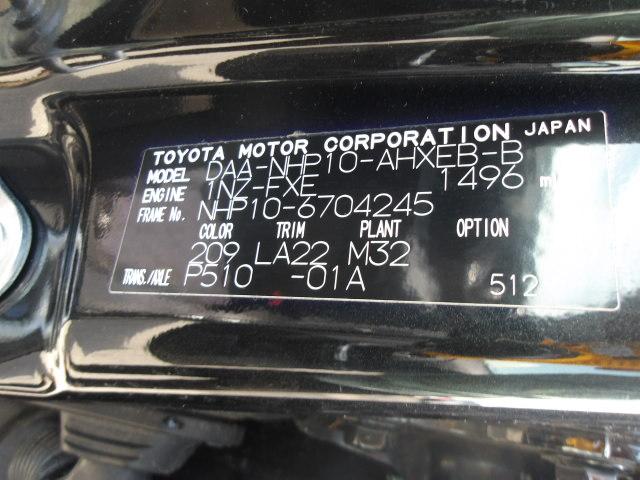 TOYOTA MOTOR CORPORATION JAPAN
MODEL DAA-NHP10-AHXEB-B
ENGINE 1NZ-FXE 1496 m
FRAME No. NHP10-6704245
COLOR TRIM PLANT OPTION
209 LA22 M32
TRANS./AXLE P510 -01A 512